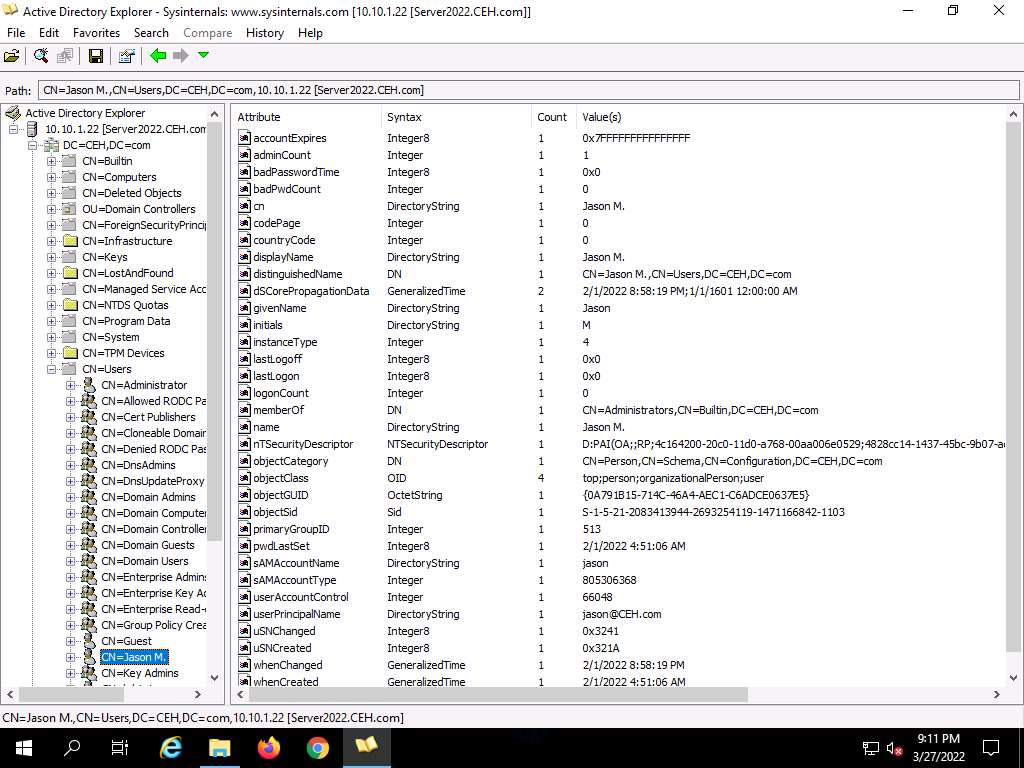 Active Directory Explorer - Sysinternals: www.sysinternals.com [10.10.1.22 [Server2022.CEH.com]]
File Edit Favorites Search Compare History Help
Path: CN=Jason M.,CN=Users,DC=CEH,DC=com,10.10.1.22 [Server2022.CEH.com]
Active Directory Explorer
10.10.1.22 [Server2022.CEH.com
DC=CEH,DC=com
CN=Builtin
CN=Computers
CN=Deleted Objects
OU=Domain Controllers
CN=ForeignSecurityPrincip
CN=Infrastructure
CN=Keys
CN=LostAndFound
CN=Managed Service Acc
CN=NTDS Quotas
CN=Program Data
CN=System
CN=TPM Devices
CN=Users
CN=Administrator
CN=Allowed RODC Pa
CN=Cert Publishers
CN=Cloneable Domain
CN=Denied RODC Pas
CN=DnsAdmins
CN=DnsUpdateProxy
CN=Domain Admins
CN=Domain Computer
CN=Domain Controller
CN=Domain Guests
CN=Domain Users
CN=Enterprise Admins
CN=Enterprise Key Ac
CN=Enterprise Read-o
CN=Group Policy Crea
CN=Guest
CN=Jason M.
CN=Key Admins
Attribute Syntax Count Value(s)
accountExpires Integer8 1 0x7FFFFFFFFFFFFFFF
adminCount Integer 1 1
badPasswordTime Integer8 1 0x0
badPwdCount Integer 1 0
cn DirectoryString 1 Jason M.
codePage Integer 1 0
countryCode Integer 1 0
displayName DirectoryString 1 Jason M.
distinguishedName DN 1 CN=Jason M.,CN=Users,DC=CEH,DC=com
dSCorePropagationData GeneralizedTime 2 2/1/2022 8:58:19 PM;1/1/1601 12:00:00 AM
givenName DirectoryString 1 Jason
initials DirectoryString 1 M
instanceType Integer 1 4
lastLogoff Integer8 1 0x0
lastLogon Integer8 1 0x0
logonCount Integer 1 0
memberOf DN 1 CN=Administrators,CN=Builtin,DC=CEH,DC=com
name DirectoryString 1 Jason M.
nTSecurityDescriptor NTSecurityDescriptor 1 D:PAI(OA;;RP;4c164200-20c0-11d0-a768-00aa006e0529;4828cc14-1437-45bc-9b07-ad
objectCategory DN 1 CN=Person,CN=Schema,CN=Configuration,DC=CEH,DC=com
objectClass OID 4 top;person;organizationalPerson;user
objectGUID OctetString 1 {0A791B15-714C-46A4-AEC1-C6ADCE0637E5}
objectSid Sid 1 S-1-5-21-2083413944-2693254119-1471166842-1103
primaryGroupID Integer 1 513
pwdLastSet Integer8 1 2/1/2022 4:51:06 AM
sAMAccountName DirectoryString 1 jason
sAMAccountType Integer 1 805306368
userAccountControl Integer 1 66048
userPrincipalName DirectoryString 1 jason@CEH.com
uSNChanged Integer8 1 0x3241
uSNCreated Integer8 1 0x321A
whenChanged GeneralizedTime 1 2/1/2022 8:58:19 PM
whenCreated GeneralizedTime 1 2/1/2022 4:51:06 AM
CN=Jason M.,CN=Users,DC=CEH,DC=com,10.10.1.22 [Server2022.CEH.com]
9:11 PM
3/27/2022